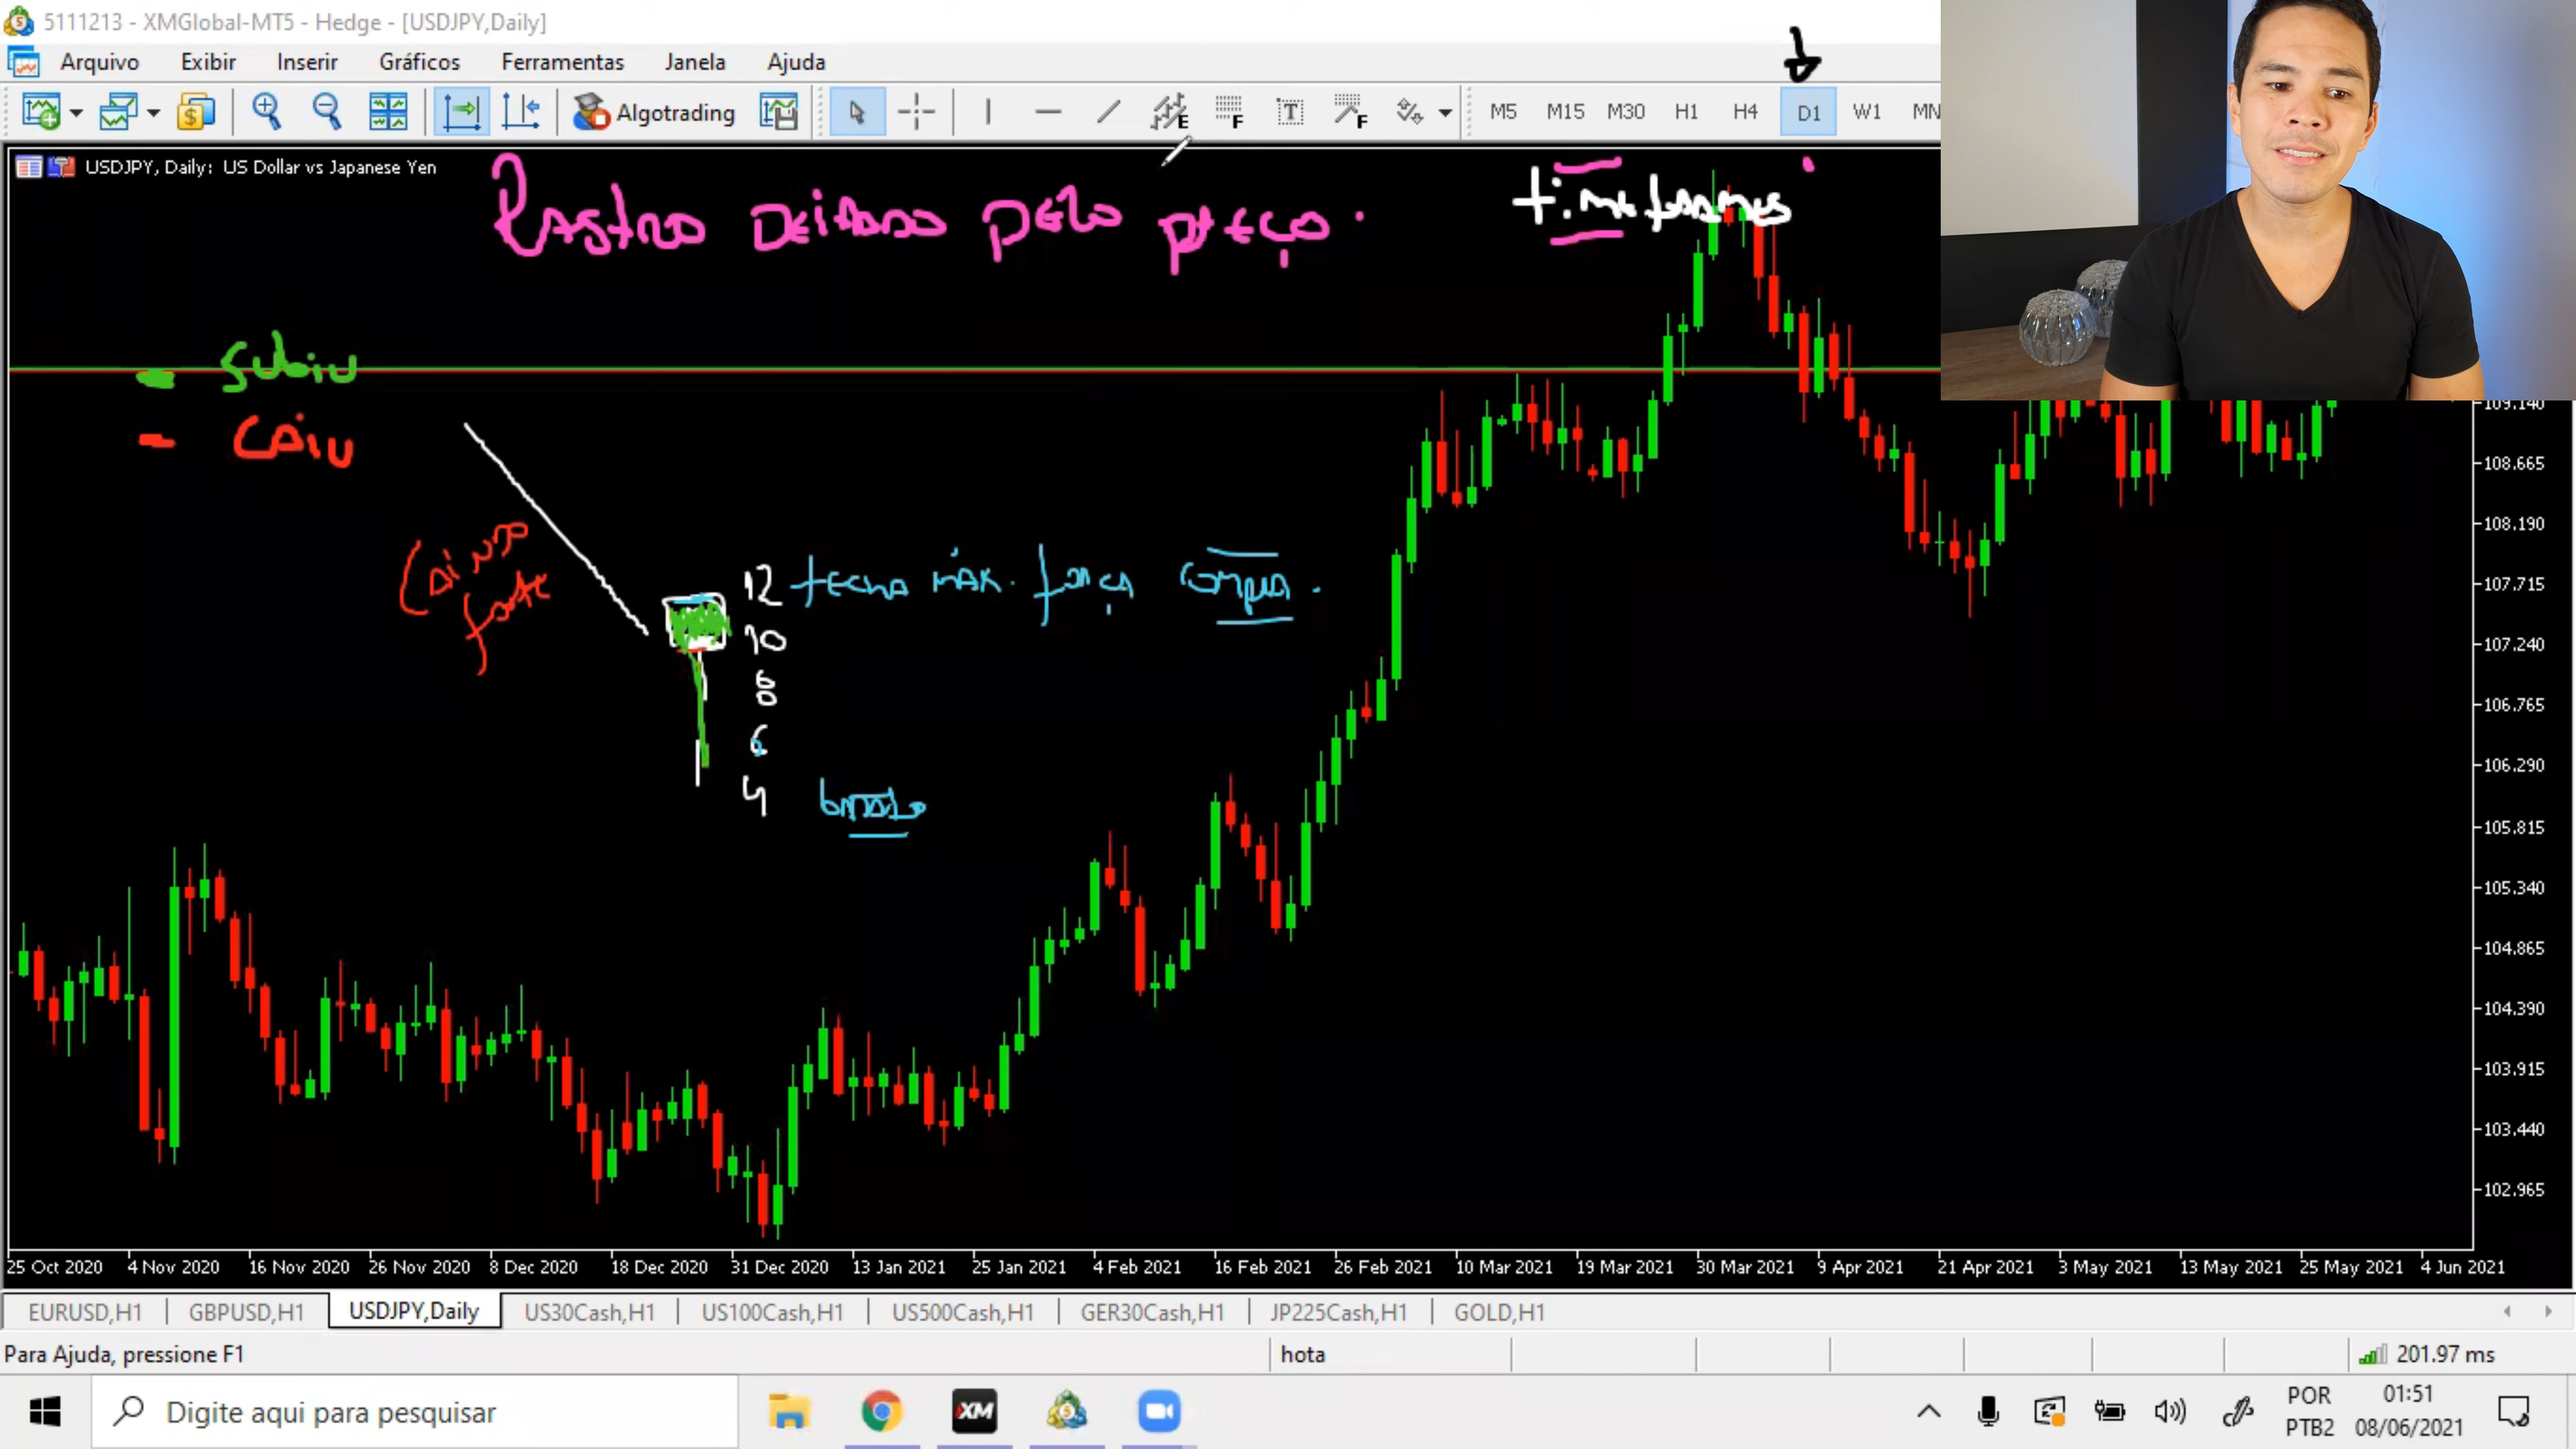 5111213 - XMGlobal-MT5 - Hedge - [USDJPY,Daily]
Arquivo Exibir Inserir Gráficos Ferramentas Janela Ajuda
Algotrading E F T F M5 M15 M30 H1 H4 D1 W1 MN
USDJPY, Daily: US Dollar vs Japanese Yen
Rastro deixado pelo preço.
timeframes
subiu
caiu
Caindo
forte
12 fecha máx. força compra.
10
8
6
4
109.140
108.665
108.190
107.715
107.240
106.765
106.290
105.815
105.340
104.865
104.390
103.915
103.440
102.965
25 Oct 2020 4 Nov 2020 16 Nov 2020 26 Nov 2020 8 Dec 2020 18 Dec 2020 31 Dec 2020 13 Jan 2021 25 Jan 2021 4 Feb 2021 16 Feb 2021 26 Feb 2021 10 Mar 2021 19 Mar 2021 30 Mar 2021 9 Apr 2021 21 Apr 2021 3 May 2021 13 May 2021 25 May 2021 4 Jun 2021
EURUSD,H1 GBPUSD,H1 USDJPY,Daily US30Cash,H1 US100Cash,H1 US500Cash,H1 GER30Cash,H1 JP225Cash,H1 GOLD,H1
Para Ajuda, pressione F1 hota 201.97 ms
Digite aqui para pesquisar XM POR 01:51
PTB2 08/06/2021